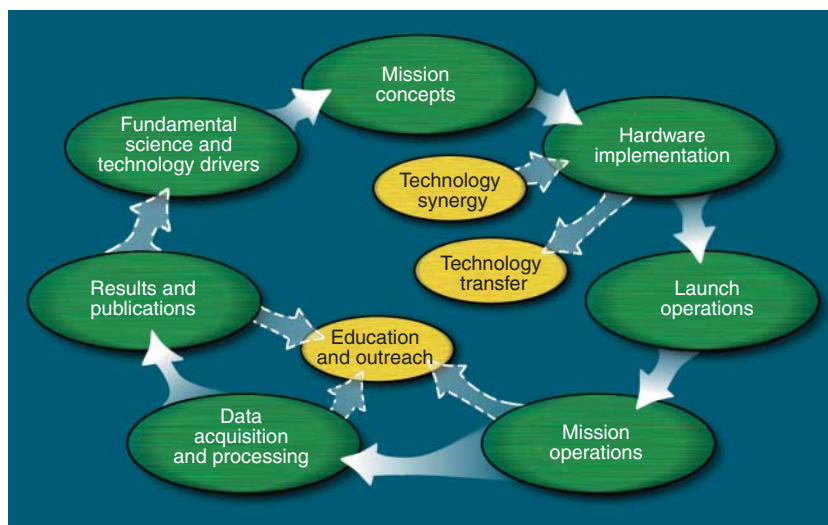 Mission
concepts
Fundamental
science and
technology drivers
Hardware
implementation
Technology
synergy
Technology
transfer
Results and
publications
Launch
operations
Education
and outreach
Data
acquisition
and processing
Mission
operations